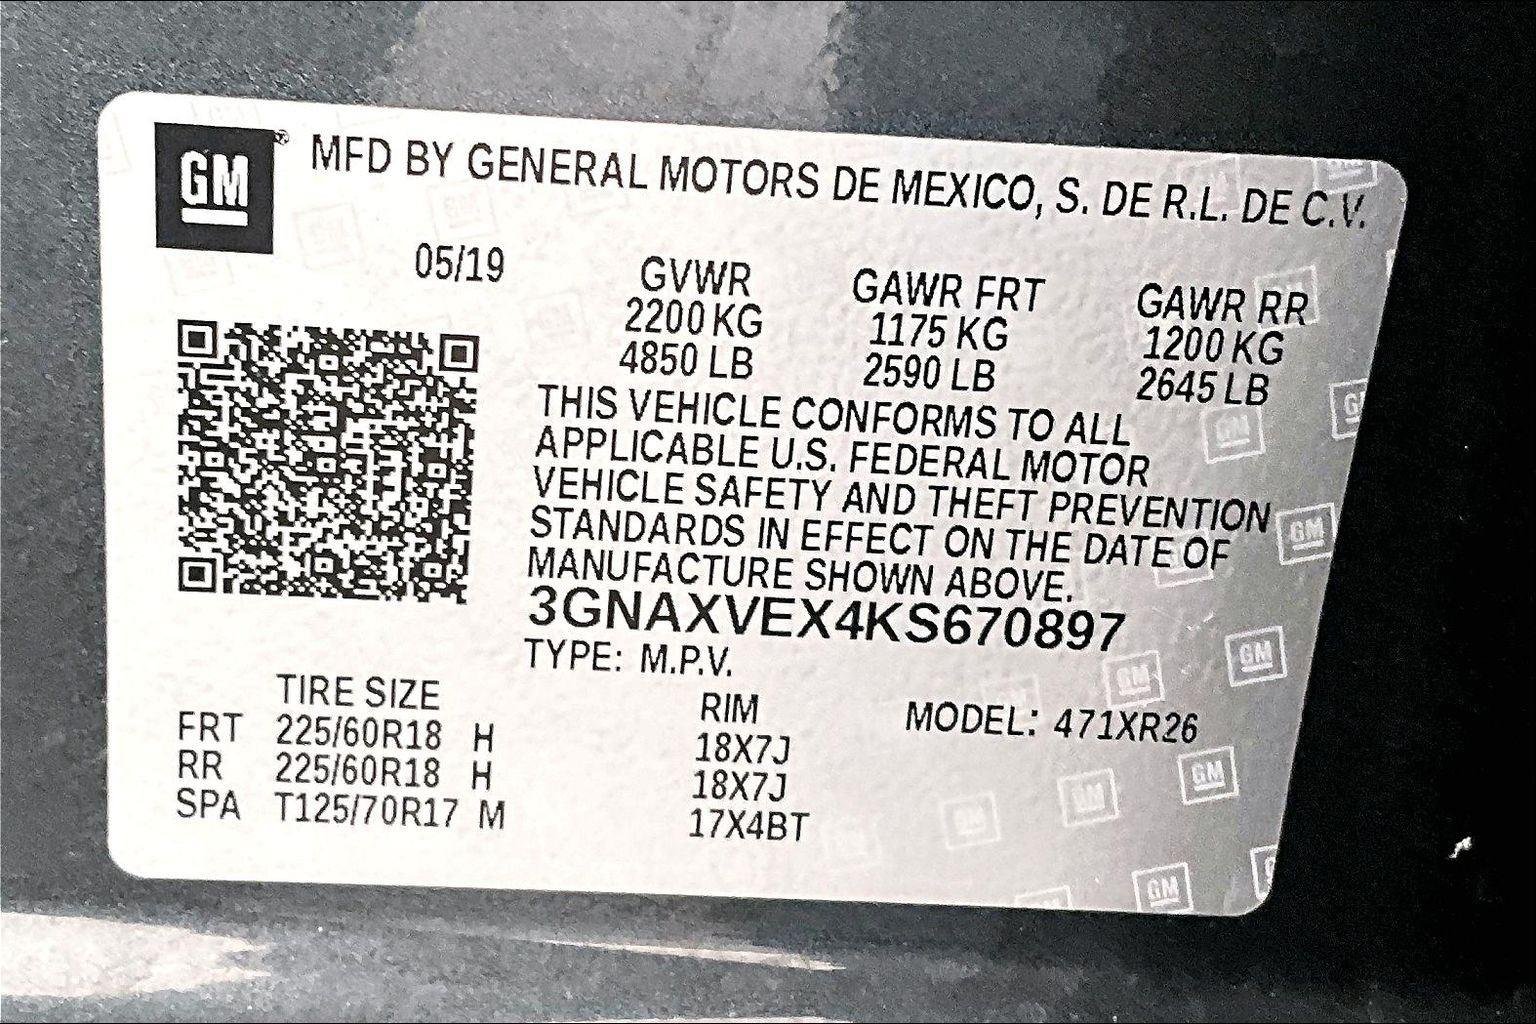 GM® MFD BY GENERAL MOTORS DE MEXICO, S. DE R.L. DE C.V.
05/19 GVWR GAWR FRT GAWR RR
2200 KG 1175 KG 1200 KG
4850 LB 2590 LB 2645 LB
THIS VEHICLE CONFORMS TO ALL
APPLICABLE U.S. FEDERAL MOTOR
VEHICLE SAFETY AND THEFT PREVENTION
STANDARDS IN EFFECT ON THE DATE OF
MANUFACTURE SHOWN ABOVE.
3GNAXVEX4KS670897
TYPE: M.P.V.
TIRE SIZE RIM MODEL: 471XR26
FRT 225/60R18 H 18X7J
RR 225/60R18 H 18X7J
SPA T125/70R17 M 17X4BT